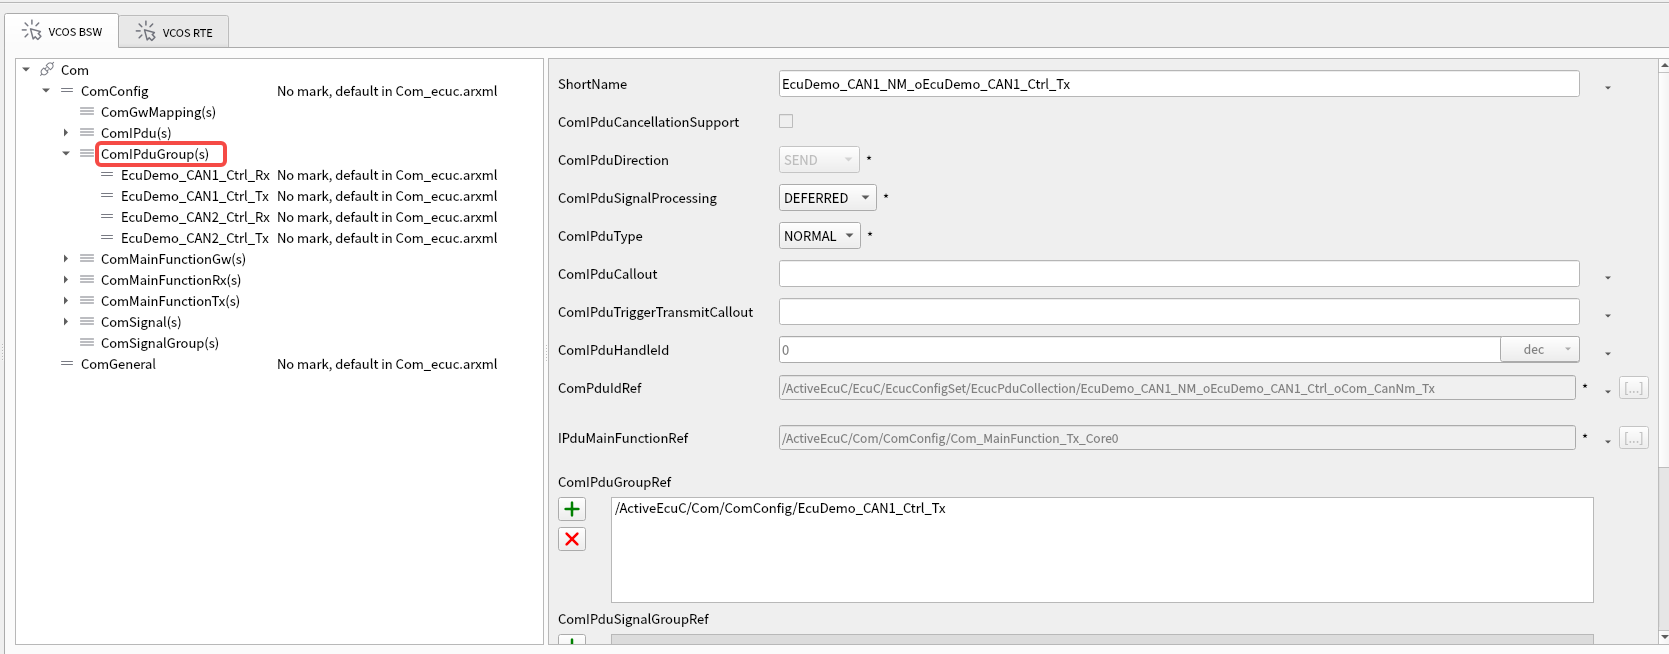 VCOS BSW VCOS RTE
Com
ComConfig No mark, default in Com_ecuc.arxml
ComGwMapping(s)
ComIPdu(s)
ComIPduGroup(s)
EcuDemo_CAN1_Ctrl_Rx No mark, default in Com_ecuc.arxml
EcuDemo_CAN1_Ctrl_Tx No mark, default in Com_ecuc.arxml
EcuDemo_CAN2_Ctrl_Rx No mark, default in Com_ecuc.arxml
EcuDemo_CAN2_Ctrl_Tx No mark, default in Com_ecuc.arxml
ComMainFunctionGw(s)
ComMainFunctionRx(s)
ComMainFunctionTx(s)
ComSignal(s)
ComSignalGroup(s)
ComGeneral No mark, default in Com_ecuc.arxml
ShortName EcuDemo_CAN1_NM_oEcuDemo_CAN1_Ctrl_Tx
ComIPduCancellationSupport
ComIPduDirection SEND *
ComIPduSignalProcessing DEFERRED *
ComIPduType NORMAL *
ComIPduCallout
ComIPduTriggerTransmitCallout
ComIPduHandleId 0 dec
ComPduIdRef /ActiveEcuC/EcuC/EcucConfigSet/EcucPduCollection/EcuDemo_CAN1_NM_oEcuDemo_CAN1_Ctrl_oCom_CanNm_Tx * [...]
IPduMainFunctionRef /ActiveEcuC/Com/ComConfig/Com_MainFunction_Tx_Core0 * [...]
ComIPduGroupRef
/ActiveEcuC/Com/ComConfig/EcuDemo_CAN1_Ctrl_Tx
ComIPduSignalGroupRef